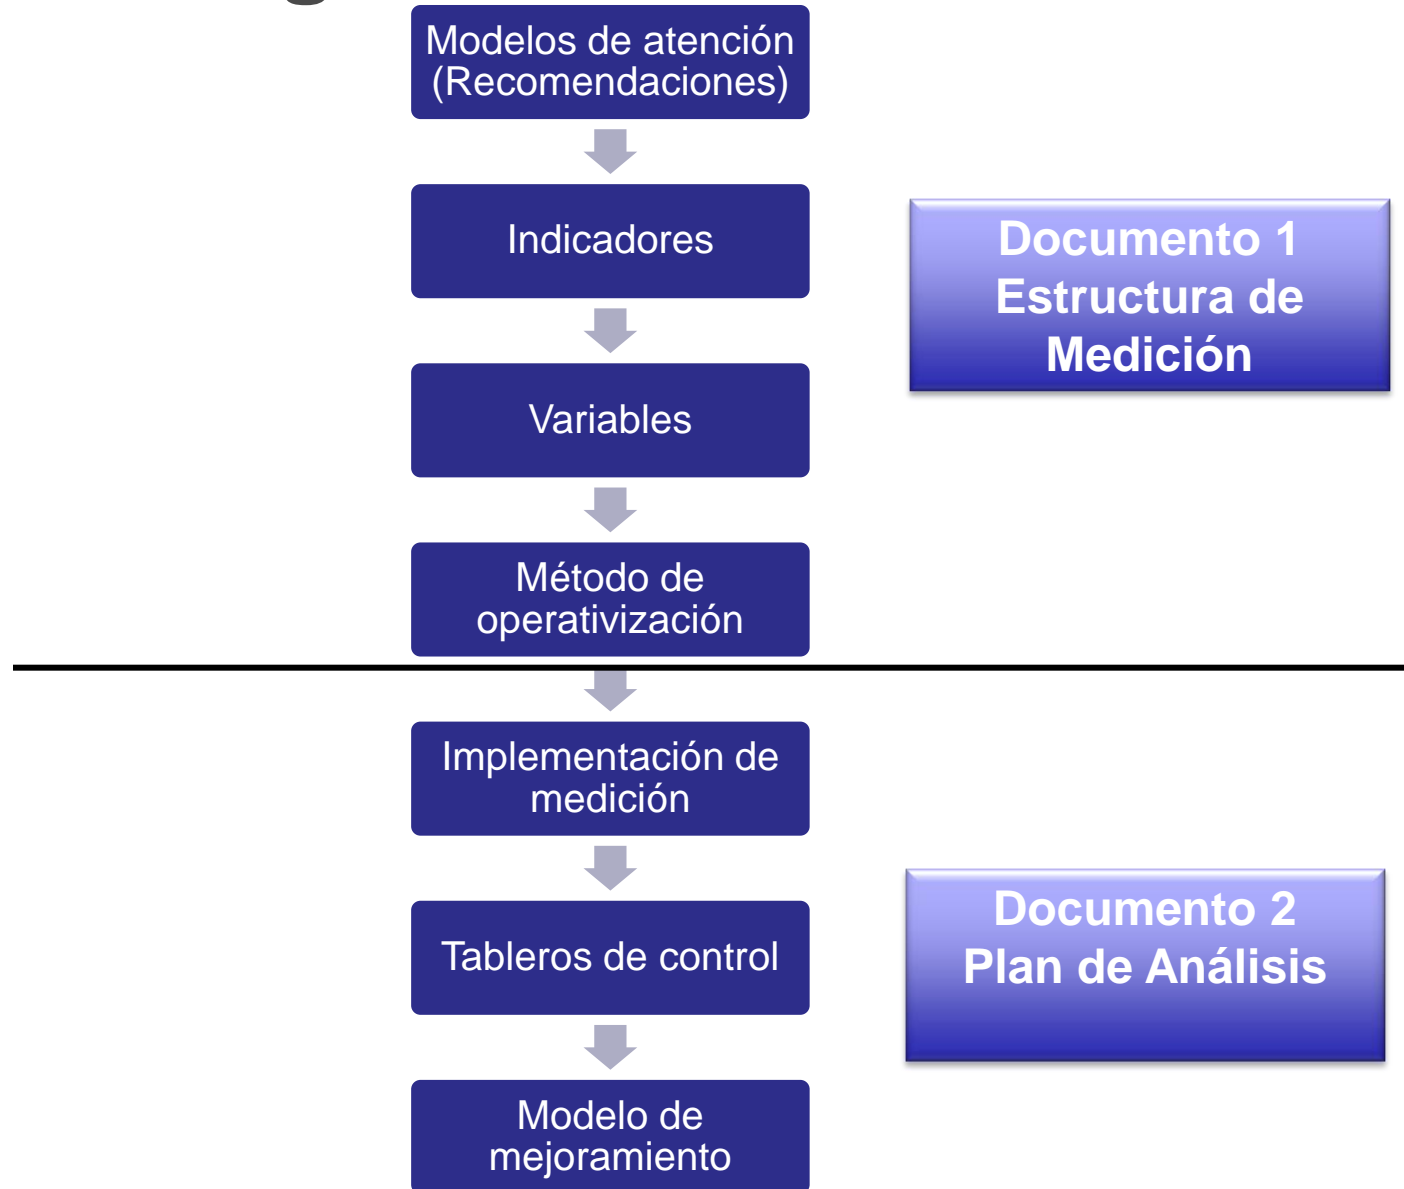 Modelos de atención
(Recomendaciones)
Indicadores
Documento 1
Estructura de
Medición
Variables
Método de
operativización
Implementación de
medición
Tableros de control
Documento 2
Plan de Análisis
Modelo de
mejoramiento